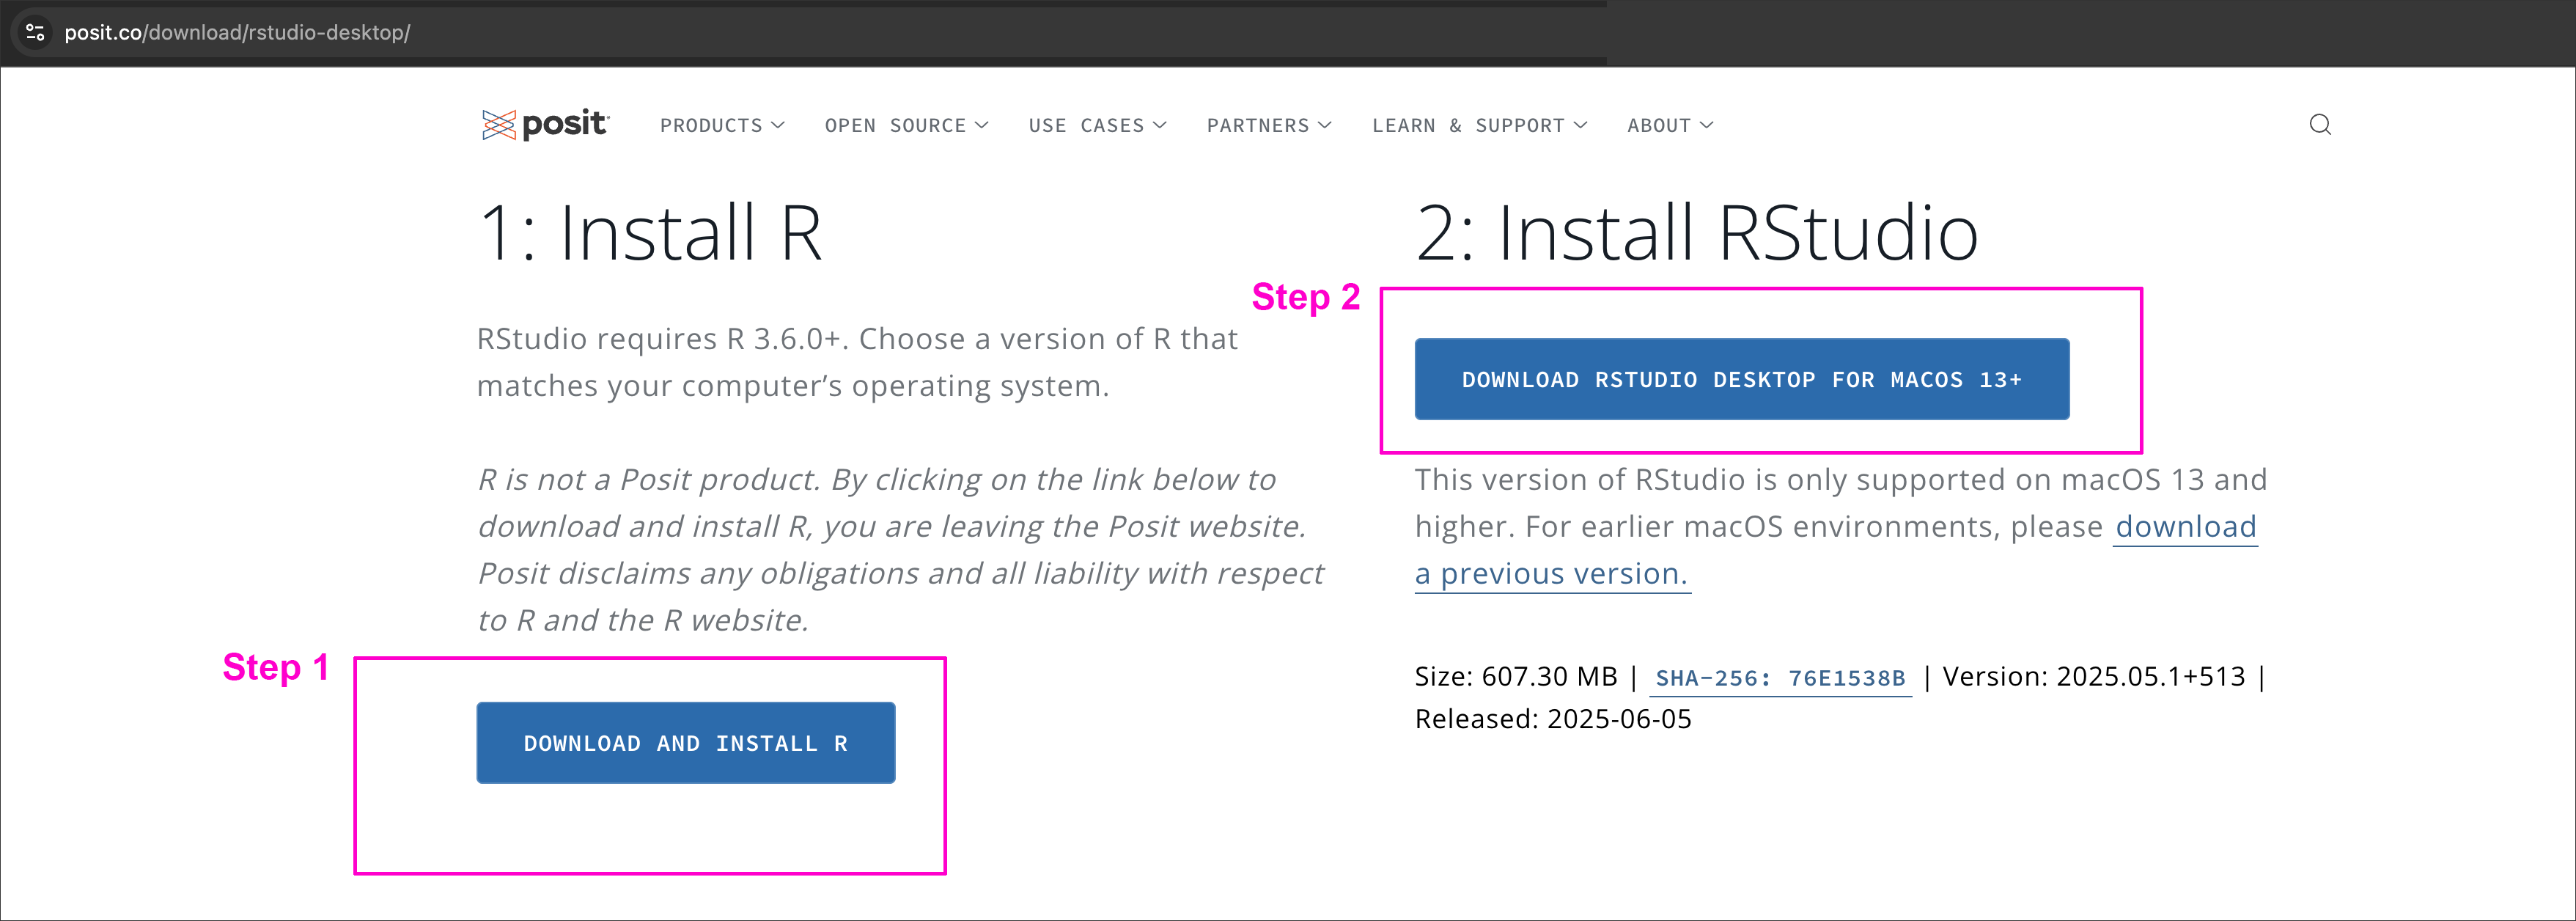 posit.co/download/rstudio-desktop/
posit PRODUCTS OPEN SOURCE USE CASES PARTNERS LEARN & SUPPORT ABOUT
1: Install R
RStudio requires R 3.6.0+. Choose a version of R that
matches your computer’s operating system.
R is not a Posit product. By clicking on the link below to
download and install R, you are leaving the Posit website.
Posit disclaims any obligations and all liability with respect
to R and the R website.
Step 1
DOWNLOAD AND INSTALL R
2: Install RStudio
Step 2
DOWNLOAD RSTUDIO DESKTOP FOR MACOS 13+
This version of RStudio is only supported on macOS 13 and
higher. For earlier macOS environments, please download
a previous version.
Size: 607.30 MB | SHA-256: 76E1538B | Version: 2025.05.1+513 |
Released: 2025-06-05